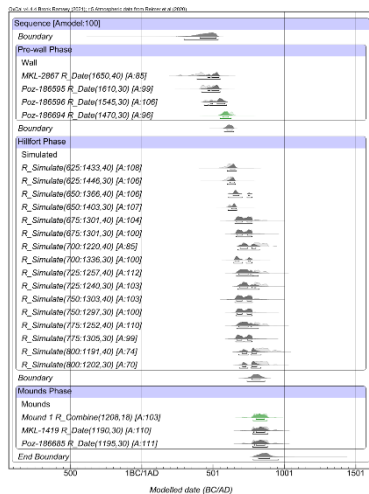 OxCal v4.4.4 Bronk Ramsey (2021); r:5 Atmospheric data from Reimer et al (2020)
Sequence [Amodel:100]
Boundary
Pre-wall Phase
Wall
MKL-2867 R_Date(1650,40) [A:85]
Poz-186595 R_Date(1610,30) [A:99]
Poz-186596 R_Date(1545,30) [A:106]
Poz-186694 R_Date(1470,30) [A:96]
Boundary
Hillfort Phase
Simulated
R_Simulate(625:1433,40) [A:108]
R_Simulate(625:1446,30) [A:106]
R_Simulate(650:1366,40) [A:106]
R_Simulate(650:1403,30) [A:107]
R_Simulate(675:1301,40) [A:104]
R_Simulate(675:1301,30) [A:100]
R_Simulate(700:1220,40) [A:85]
R_Simulate(700:1336,30) [A:100]
R_Simulate(725:1257,40) [A:112]
R_Simulate(725:1240,30) [A:103]
R_Simulate(750:1303,40) [A:103]
R_Simulate(750:1297,30) [A:100]
R_Simulate(775:1252,40) [A:110]
R_Simulate(775:1305,30) [A:99]
R_Simulate(800:1191,40) [A:74]
R_Simulate(800:1202,30) [A:70]
Boundary
Mounds Phase
Mounds
Mound 1 R_Combine(1208,18) [A:103]
MKL-1419 R_Date(1190,30) [A:110]
Poz-186685 R_Date(1195,30) [A:111]
End Boundary
500 1BC/1AD 501 1001 1501
Modelled date (BC/AD)